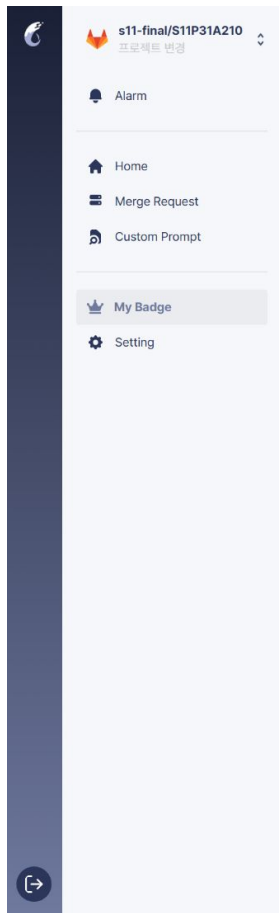 s11-final/S11P31A210
프로젝트 변경
Alarm
Home
Merge Request
Custom Prompt
My Badge
Setting